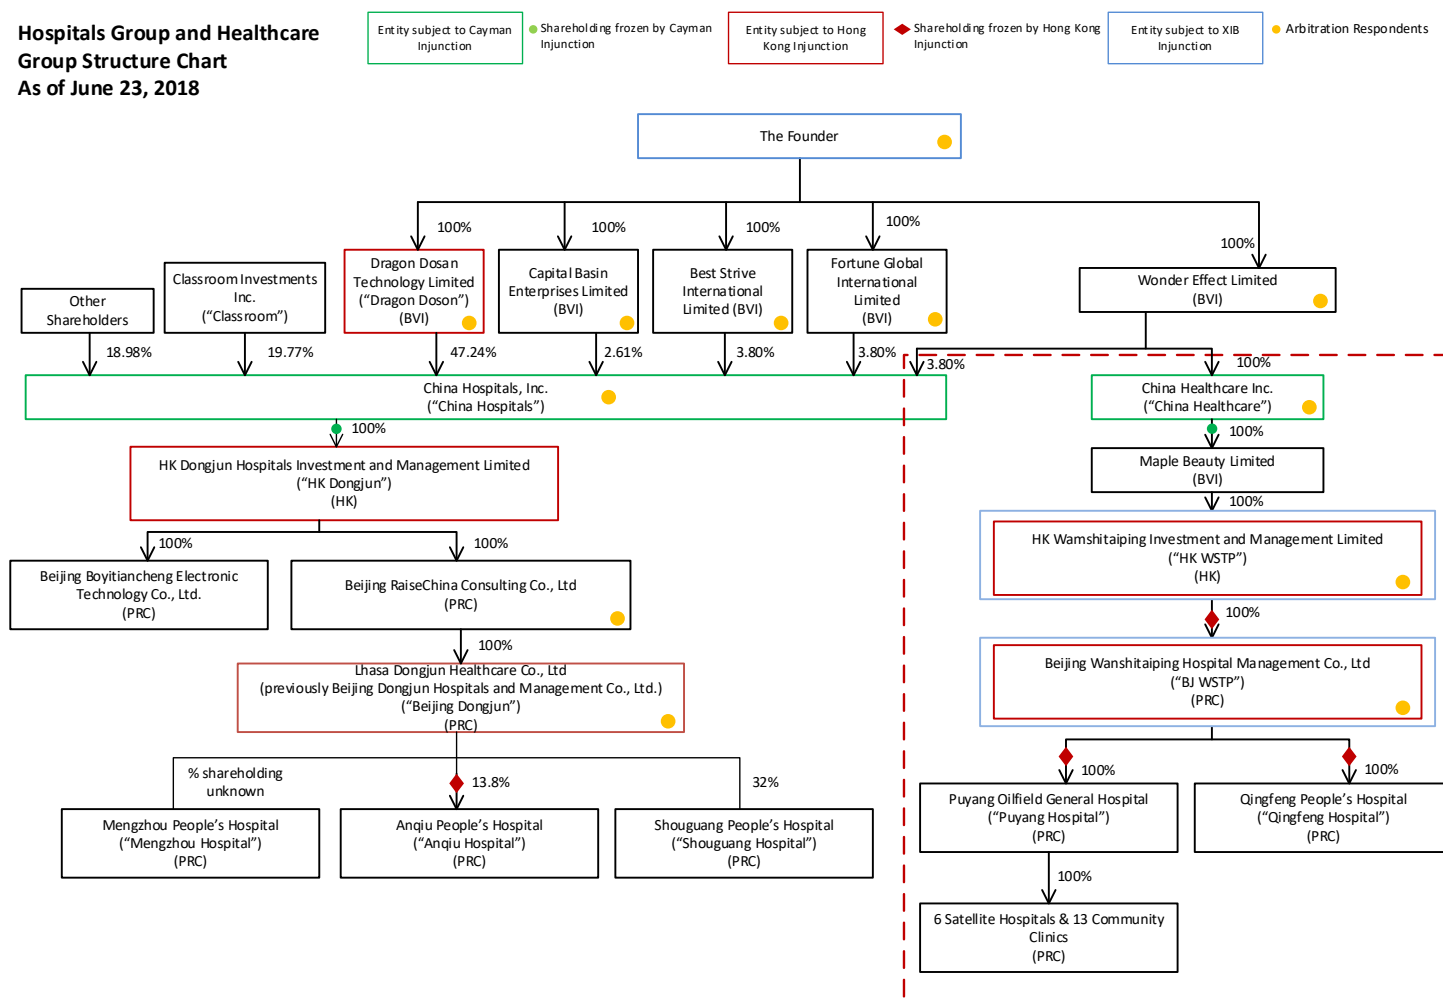 Hospitals Group and Healthcare
Group Structure Chart
As of June 23, 2018
Entity subject to Cayman
Injunction
Shareholding frozen by Cayman
Injunction
Entity subject to Hong
Kong Injunction
Shareholding frozen by Hong Kong
Injunction
Entity subject to XIB
Injunction
Arbitration Respondents
The Founder
100%
100%
100%
100%
100%
Other
Shareholders
Classroom Investments
Inc.
(“Classroom”)
Dragon Dosan
Technology Limited
(“Dragon Doson”)
(BVI)
Capital Basin
Enterprises Limited
(BVI)
Best Strive
International
Limited (BVI)
Fortune Global
International
Limited
(BVI)
Wonder Effect Limited
(BVI)
18.98%
19.77%
47.24%
2.61%
3.80%
3.80%
3.80%
100%
China Hospitals, Inc.
(“China Hospitals”)
China Healthcare Inc.
(“China Healthcare”)
100%
100%
HK Dongjun Hospitals Investment and Management Limited
(“HK Dongjun”)
(HK)
Maple Beauty Limited
(BVI)
100%
HK Wamshitaiping Investment and Management Limited
(“HK WSTP”)
(HK)
100%
100%
Beijing Boyitiancheng Electronic
Technology Co., Ltd.
(PRC)
Beijing RaiseChina Consulting Co., Ltd
(PRC)
100%
100%
Lhasa Dongjun Healthcare Co., Ltd
(previously Beijing Dongjun Hospitals and Management Co., Ltd.)
(“Beijing Dongjun”)
(PRC)
Beijing Wanshitaiping Hospital Management Co., Ltd
(“BJ WSTP”)
(PRC)
% shareholding
unknown
13.8%
32%
100%
100%
Mengzhou People’s Hospital
(“Mengzhou Hospital”)
(PRC)
Anqiu People’s Hospital
(“Anqiu Hospital”)
(PRC)
Shouguang People’s Hospital
(“Shouguang Hospital”)
(PRC)
Puyang Oilfield General Hospital
(“Puyang Hospital”)
(PRC)
Qingfeng People’s Hospital
(“Qingfeng Hospital”)
(PRC)
100%
6 Satellite Hospitals & 13 Community
Clinics
(PRC)